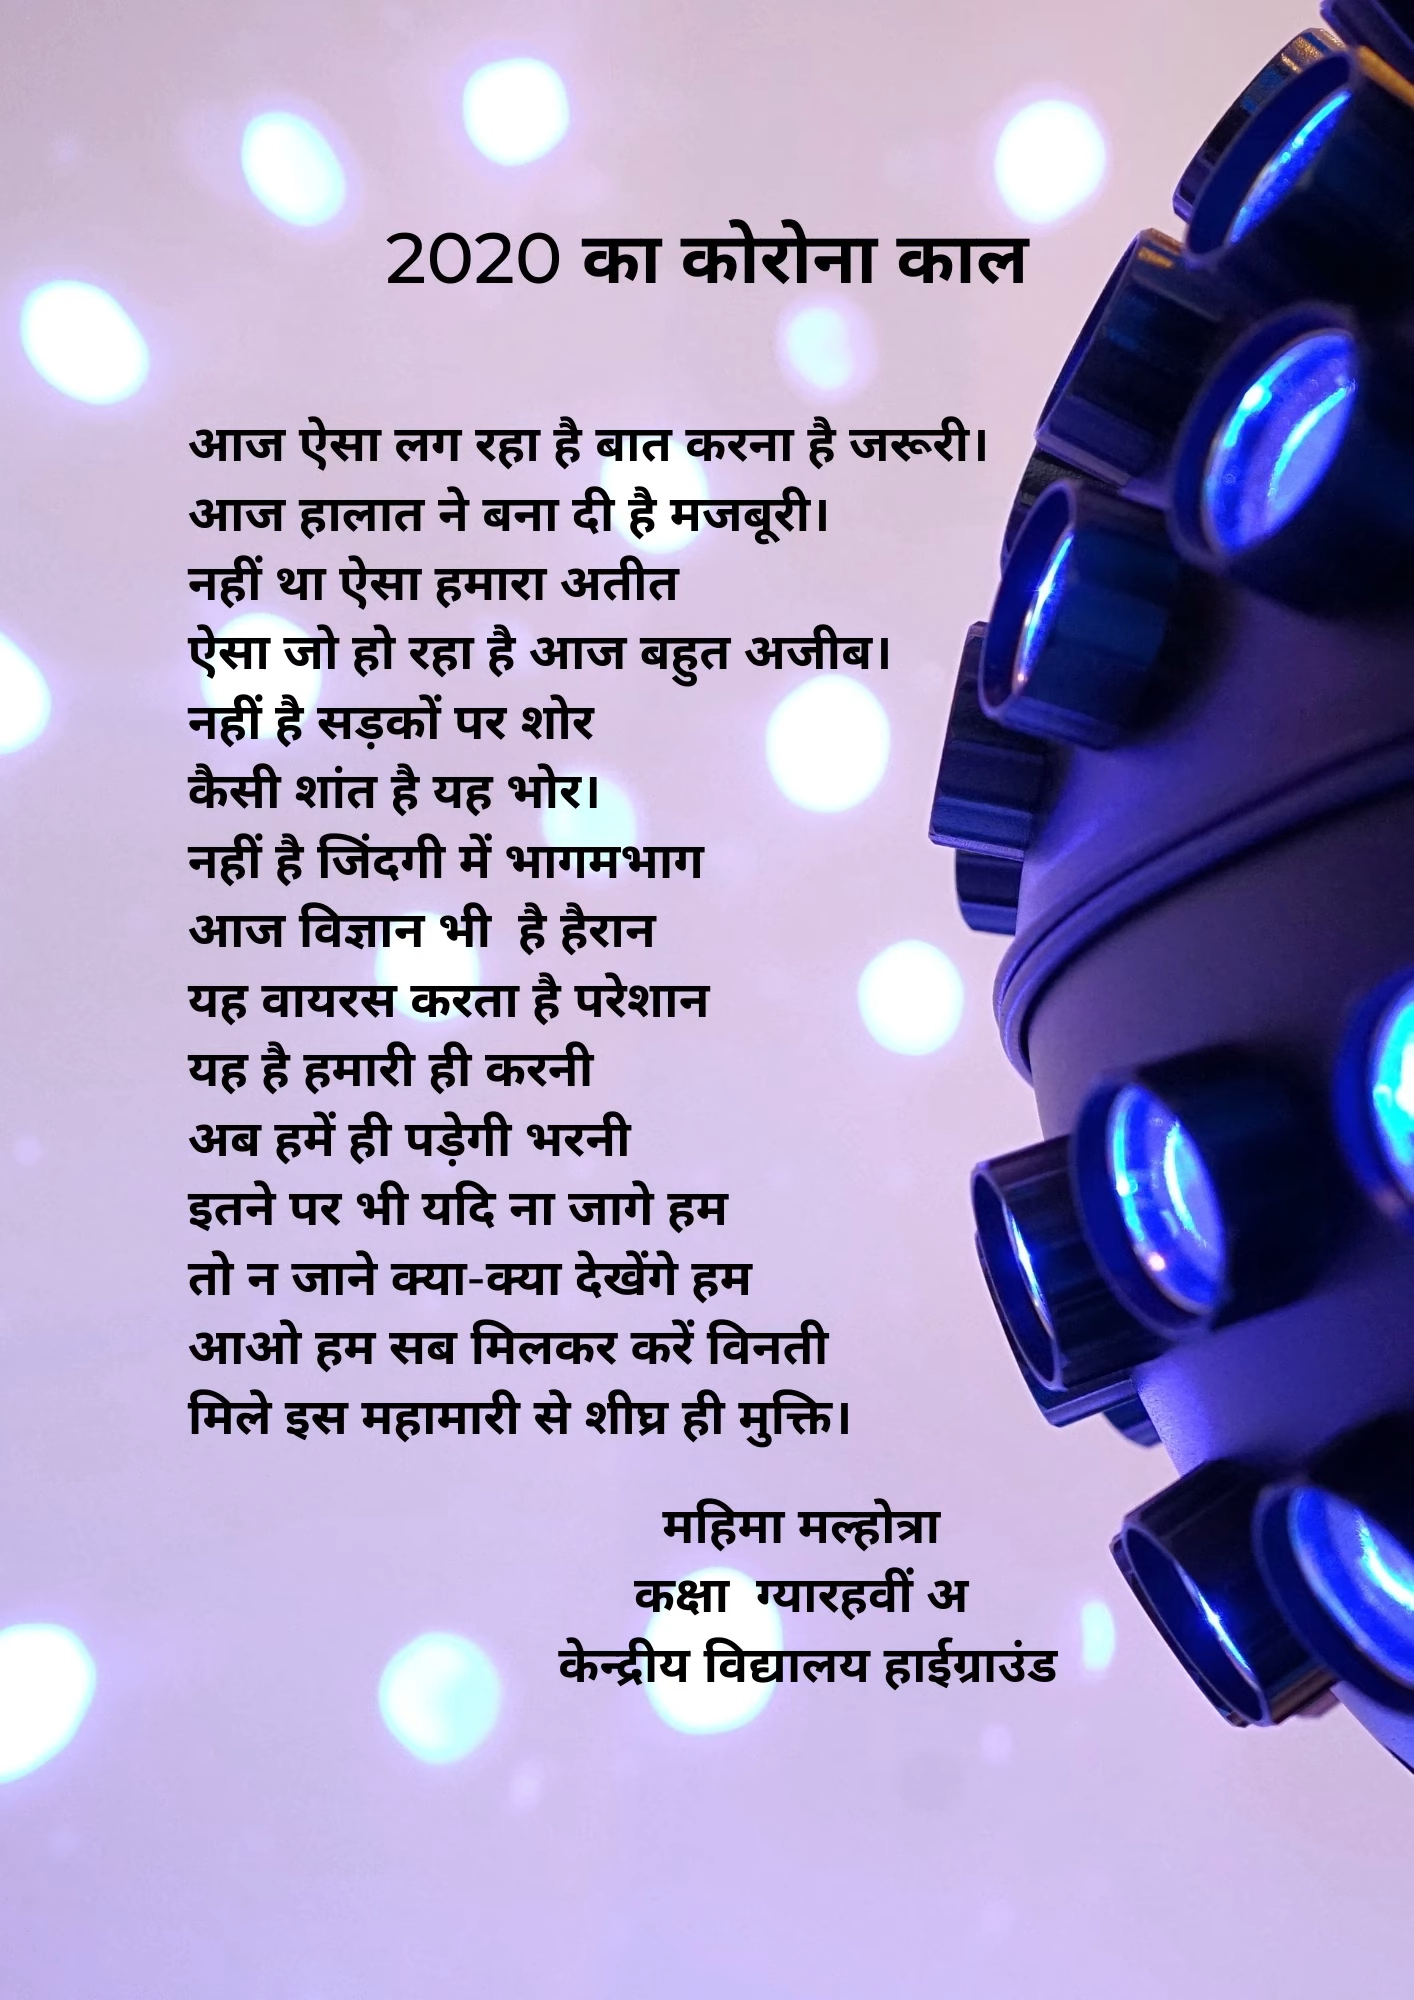 2020 का कोरोना काल
आज ऐसा लग रहा है बात करना है जरूरी।
आज हालात ने बना दी है मजबूरी।
नहीं था ऐसा हमारा अतीत
ऐसा जो हो रहा है आज बहुत अजीब।
नहीं है सड़कों पर शोर
कैसी शांत है यह भोर।
नहीं है जिंदगी में भागमभाग
आज विज्ञान भी  है हैरान
यह वायरस करता है परेशान
यह है हमारी ही करनी
अब हमें ही पड़ेगी भरनी
इतने पर भी यदि ना जागे हम
तो न जाने क्या-क्या देखेंगे हम
आओ हम सब मिलकर करें विनती
मिले इस महामारी से शीघ्र ही मुक्ति।
महिमा मल्होत्रा
कक्षा  ग्यारहवीं अ
केन्द्रीय विद्यालय हाईग्राउंड